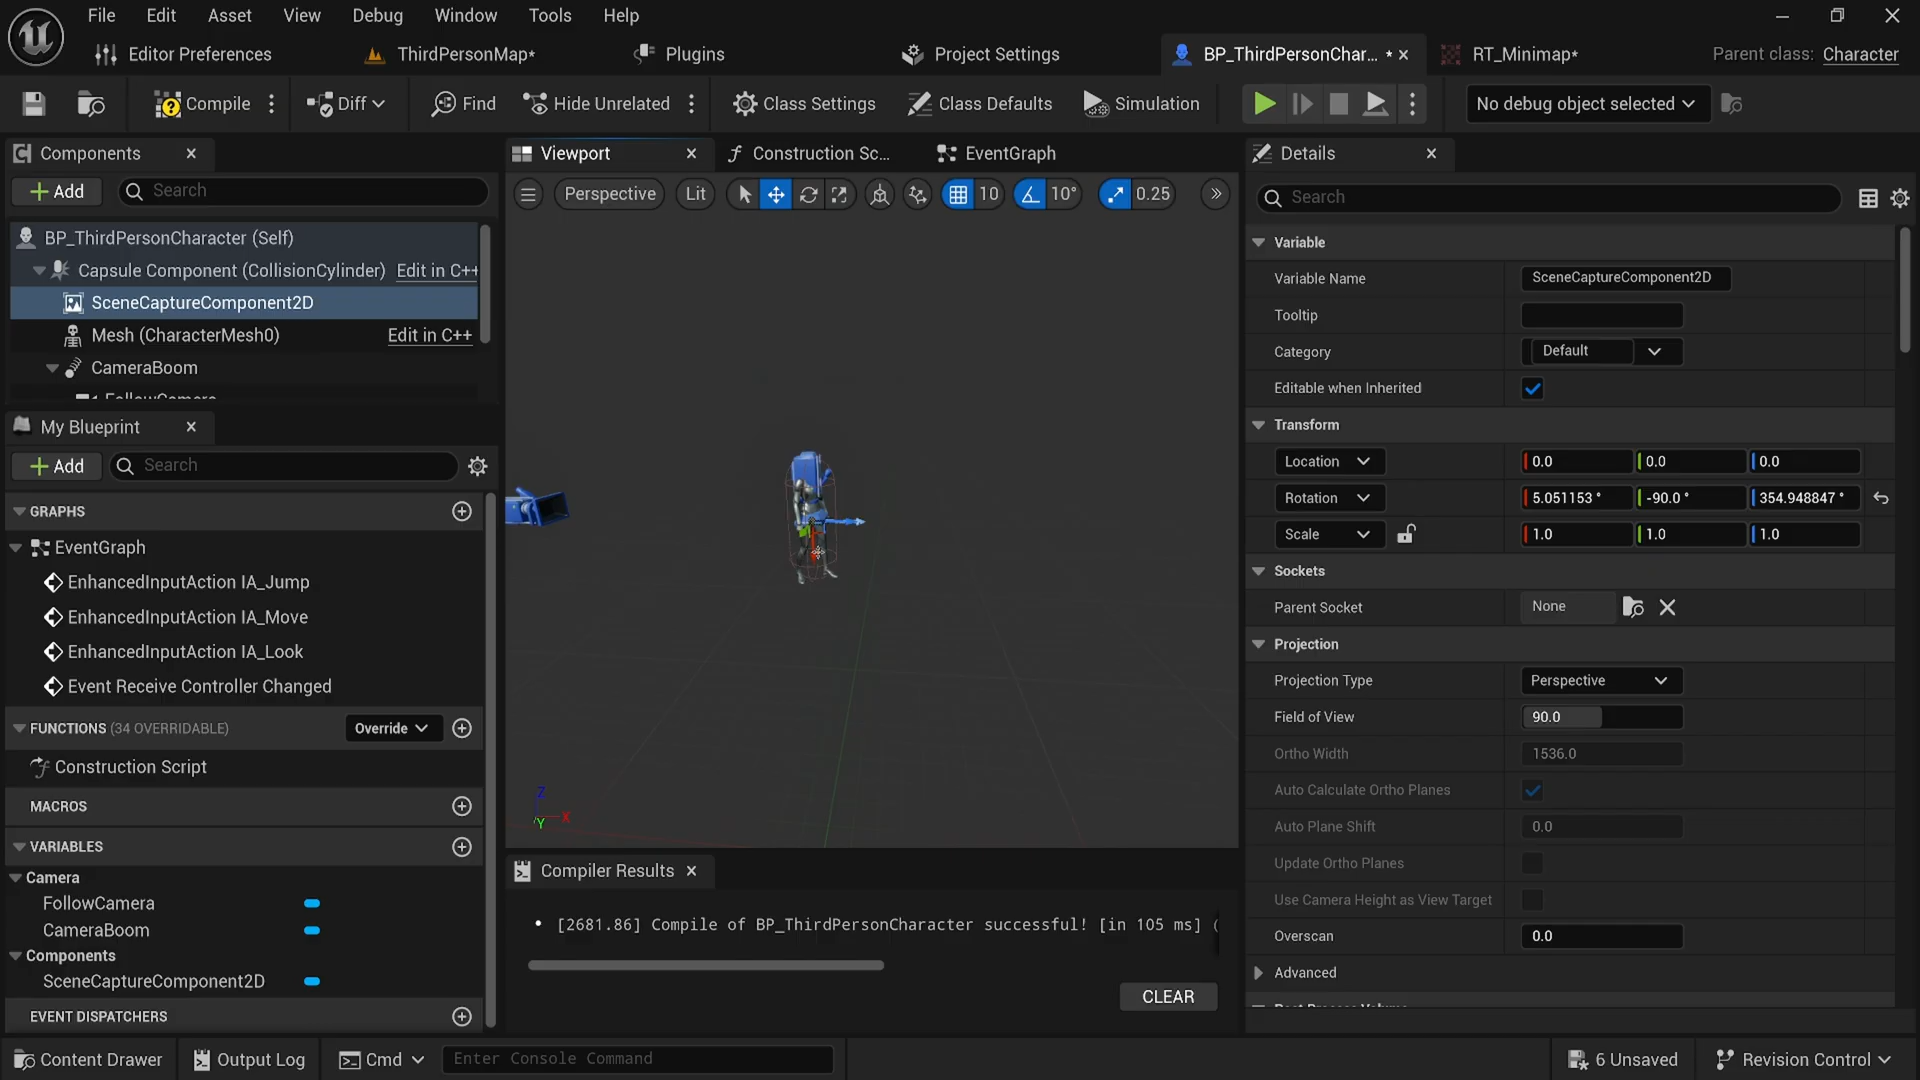 File Edit Asset View Debug Window Tools Help
Editor Preferences ThirdPersonMap* Plugins Project Settings BP_ThirdPersonChar... * RT_Minimap* Parent class: Character
Compile Diff Find Hide Unrelated Class Settings Class Defaults Simulation No debug object selected
Components
Add Search
BP_ThirdPersonCharacter (Self)
Capsule Component (CollisionCylinder) Edit in C++
SceneCaptureComponent2D
Mesh (CharacterMesh0) Edit in C++
CameraBoom
FollowCamera
My Blueprint
Add Search
GRAPHS
EventGraph
EnhancedInputAction IA_Jump
EnhancedInputAction IA_Move
EnhancedInputAction IA_Look
Event Receive Controller Changed
FUNCTIONS (34 OVERRIDABLE) Override
Construction Script
MACROS
VARIABLES
Camera
FollowCamera
CameraBoom
Components
SceneCaptureComponent2D
EVENT DISPATCHERS
Viewport Construction Sc... EventGraph
Perspective Lit 10 10° 0.25
Z
X
Y
Compiler Results
• [2681.86] Compile of BP_ThirdPersonCharacter successful! [in 105 ms] (
CLEAR
Details
Search
Variable
Variable Name SceneCaptureComponent2D
Tooltip
Category Default
Editable when Inherited
Transform
Location 0.0 0.0 0.0
Rotation 5.051153 ° -90.0 ° 354.948847 °
Scale 1.0 1.0 1.0
Sockets
Parent Socket None
Projection
Projection Type Perspective
Field of View 90.0
Ortho Width 1536.0
Auto Calculate Ortho Planes
Auto Plane Shift 0.0
Update Ortho Planes
Use Camera Height as View Target
Overscan 0.0
Advanced
Post Process Volume
Content Drawer Output Log Cmd Enter Console Command 6 Unsaved Revision Control